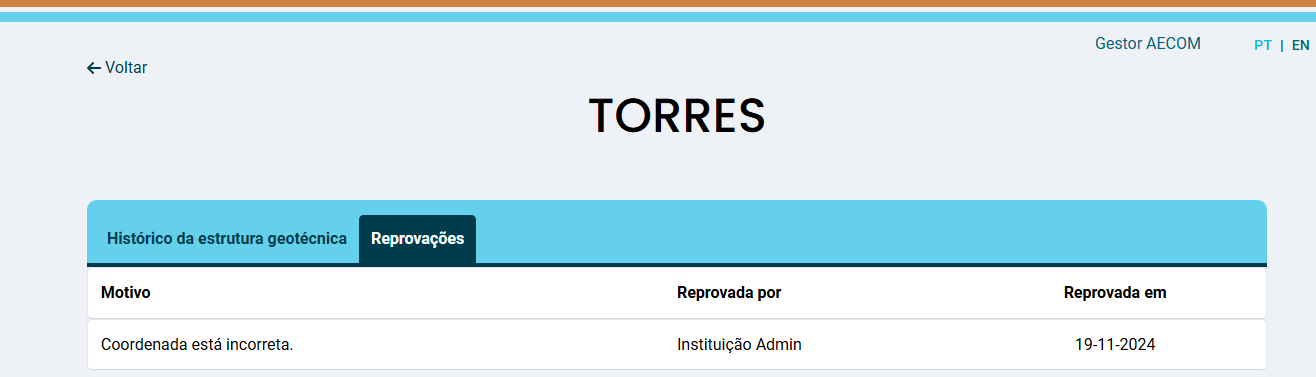 Gestor AECOM PT | EN
Voltar
TORRES
Histórico da estrutura geotécnica Reprovações
Motivo Reprovada por Reprovada em
Coordenada está incorreta. Instituição Admin 19-11-2024